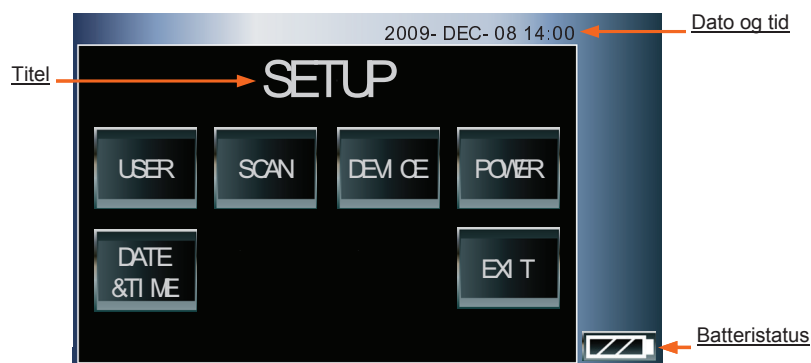 2009- DEC- 08 14:00
Dato og tid
Titel
SETUP
USER
SCAN
DEVICE
POWER
DATE
&TIME
EXIT
Batteristatus